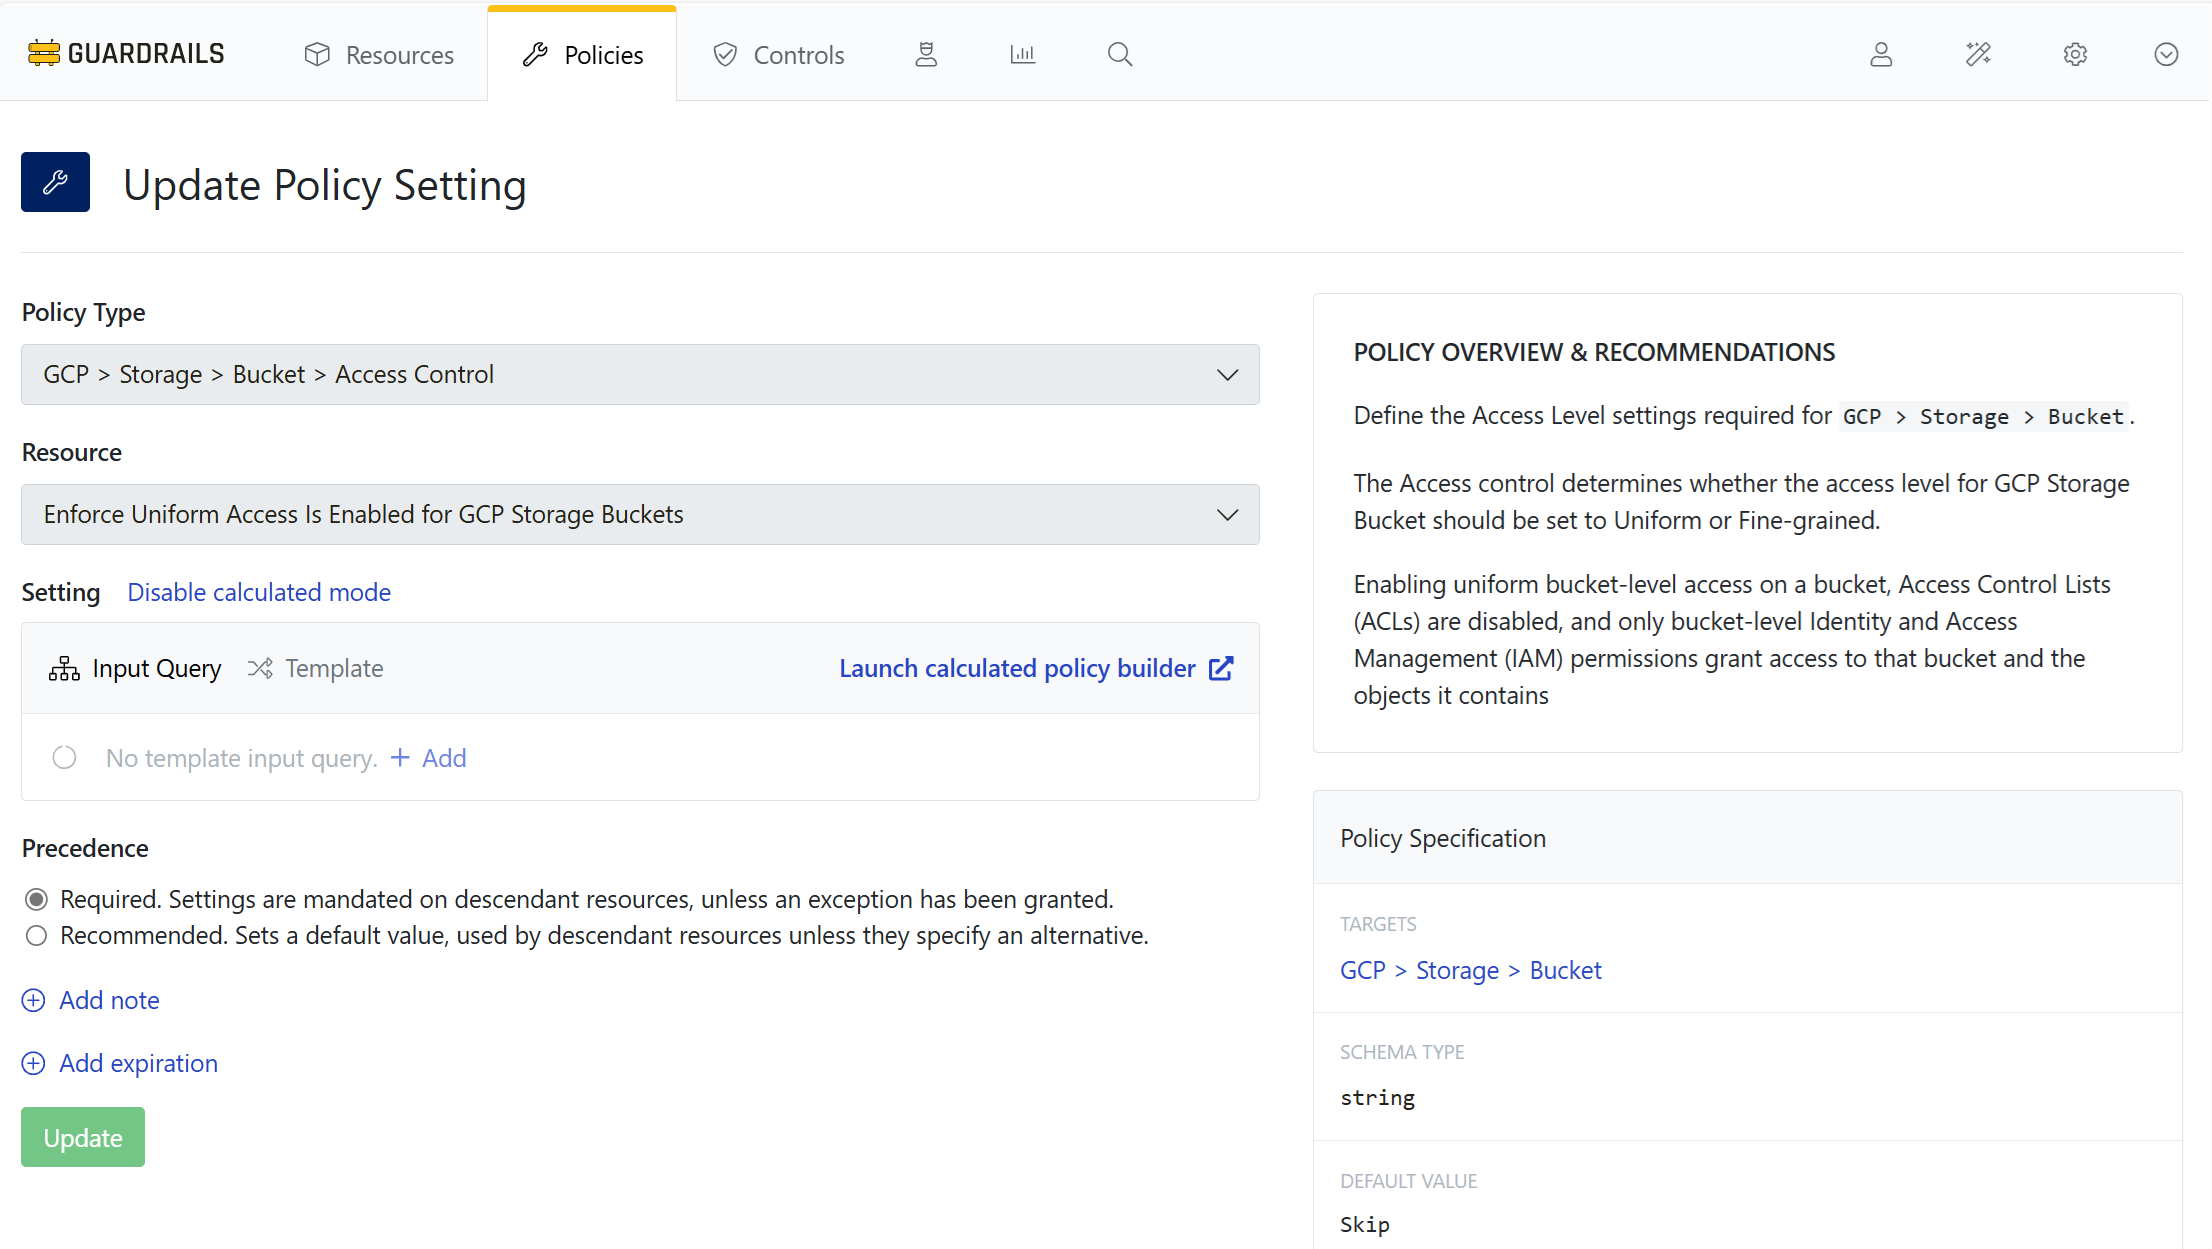 GUARDRAILS
Resources
Policies
Controls
Update Policy Setting
Policy Type
GCP > Storage > Bucket > Access Control
Resource
Enforce Uniform Access Is Enabled for GCP Storage Buckets
Setting Disable calculated mode
Input Query Template Launch calculated policy builder
No template input query. + Add
Precedence
Required. Settings are mandated on descendant resources, unless an exception has been granted.
Recommended. Sets a default value, used by descendant resources unless they specify an alternative.
Add note
Add expiration
Update
POLICY OVERVIEW & RECOMMENDATIONS
Define the Access Level settings required for GCP > Storage > Bucket.
The Access control determines whether the access level for GCP Storage
Bucket should be set to Uniform or Fine-grained.
Enabling uniform bucket-level access on a bucket, Access Control Lists
(ACLs) are disabled, and only bucket-level Identity and Access
Management (IAM) permissions grant access to that bucket and the
objects it contains
Policy Specification
TARGETS
GCP > Storage > Bucket
SCHEMA TYPE
string
DEFAULT VALUE
Skip